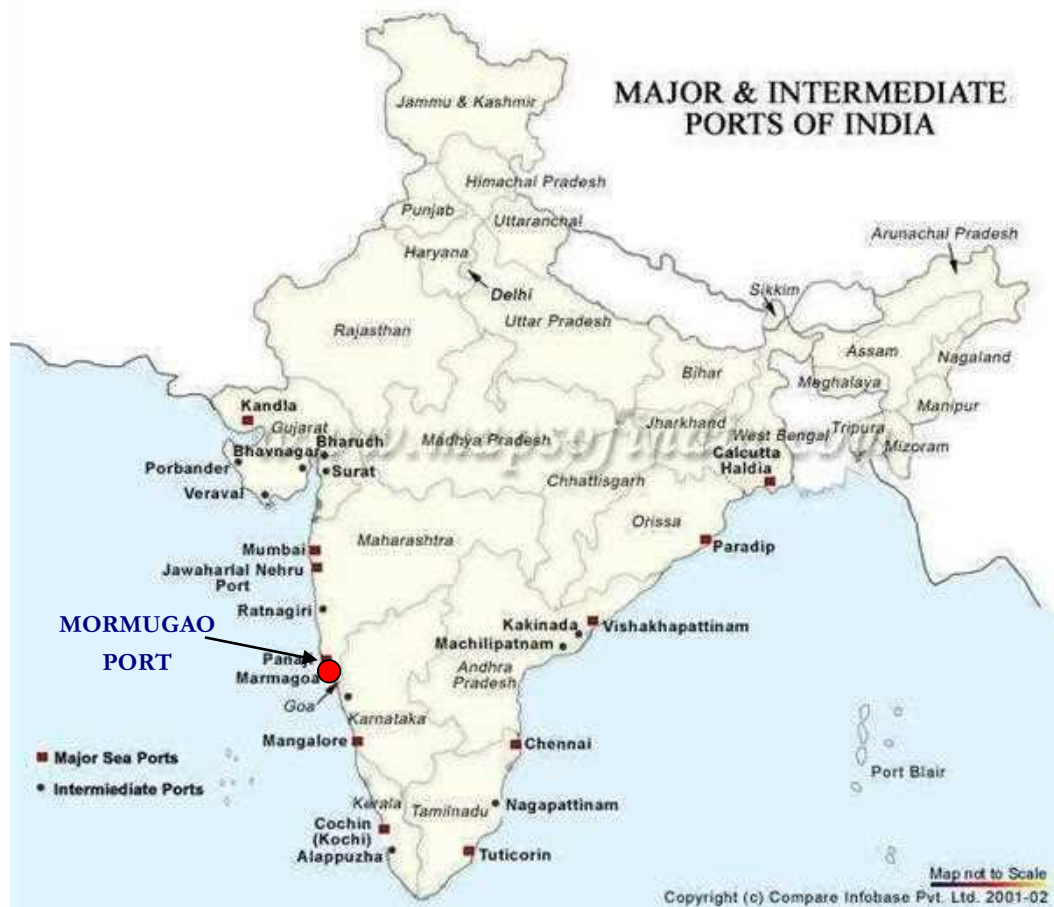 MAJOR & INTERMEDIATE
PORTS OF INDIA
Jammu & Kashmir
Himachal Pradesh
Punjab
Uttaranchal
Haryana
Delhi
Arunachal Pradesh
Sikkim
Rajasthan
Uttar Pradesh
Assam
Nagaland
Bihar
Meghalaya
Manipur
Kandla
Gujarat
Jharkhand
West Bengal
Tripura
Mizoram
www.mapsofindia.com
Bharuch
Madhya Pradesh
Bhavnagar
Calcutta
Haldia
Porbander
Surat
Veraval
Chhattisgarh
Orissa
Maharashtra
Mumbai
Paradip
Jawaharlal Nehru
Port
Ratnagiri
MORMUGAO
PORT
Kakinada
Vishakhapattinam
Machilipatnam
Andhra
Pradesh
Marmagoa
Goa
Karnataka
Mangalore
Chennai
Major Sea Ports
Intermiediate Ports
Port Blair
Kerala
Tamilnadu
Nagapattinam
Cochin
(Kochi)
Alappuzha
Tuticorin
Map not to Scale
Copyright (c) Compare Infobase Pvt. Ltd. 2001-02